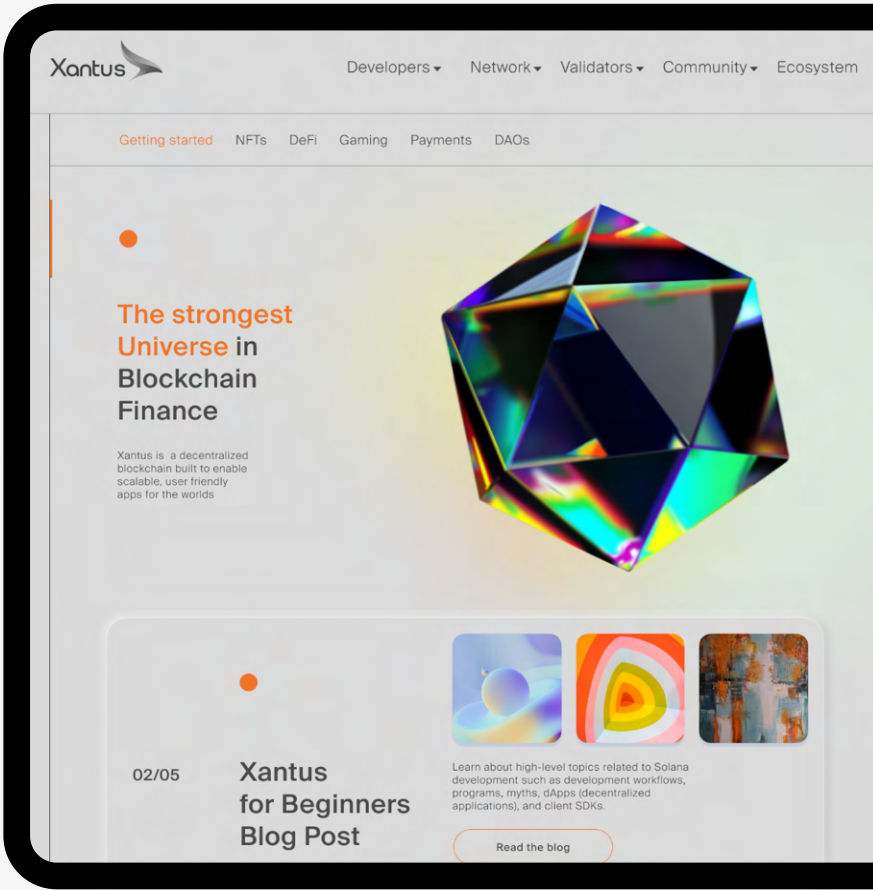 Xantus
Developers Network Validators Community Ecosystem
Getting started NFTs DeFi Gaming Payments DAOs
The strongest
Universe in
Blockchain
Finance
Xantus is a decentralized
blockchain built to enable
scalable, user friendly
apps for the worlds
02/05
Xantus
for Beginners
Blog Post
Learn about high-level topics related to Solana
development such as development workflows,
programs, myths, dApps (decentralized
applications), and client SDKs.
Read the blog